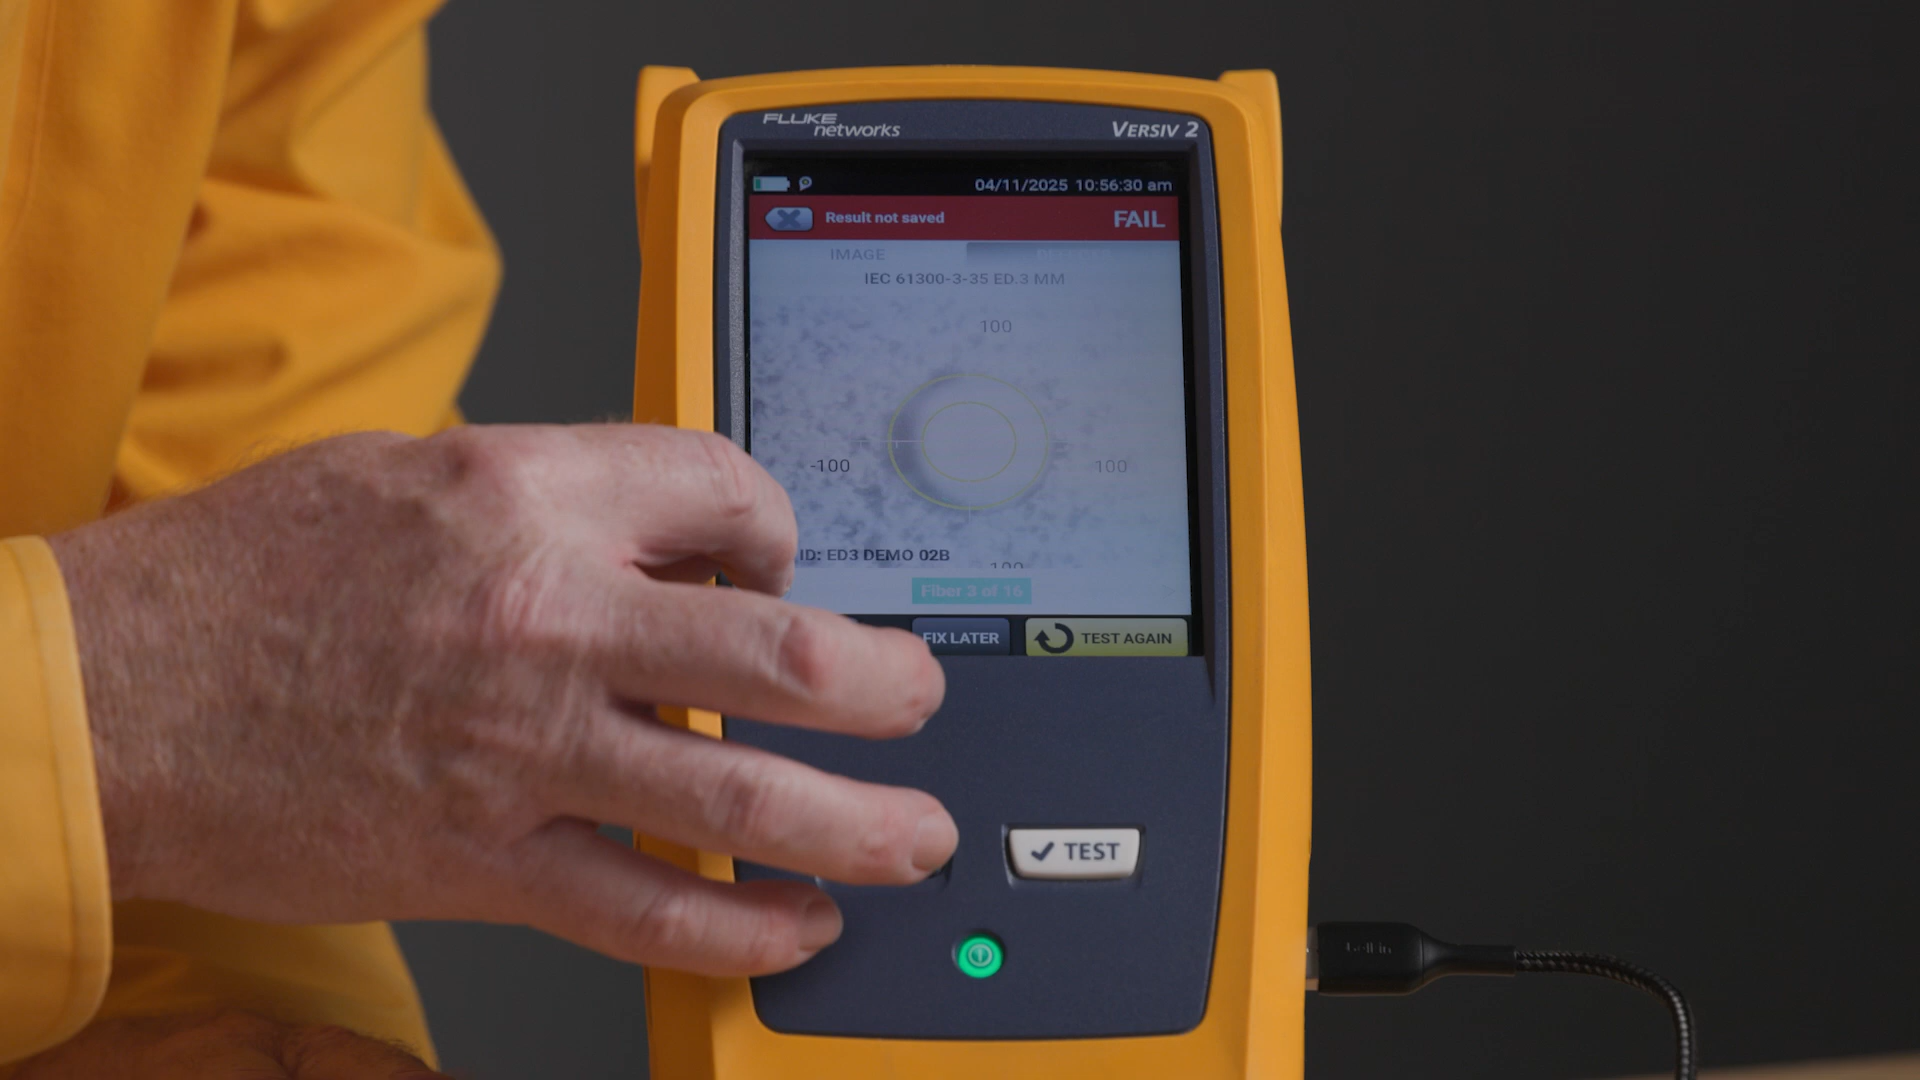 FLUKE
networks
VERSIV 2
04/11/2025 10:56:30 am
Result not saved
FAIL
IMAGE
IEC 61300-3-35 ED.3 MM
100
-100
100
ID: ED3 DEMO 02B
-100
Fiber 3 of 16
FIX LATER
TEST AGAIN
TEST
belkin